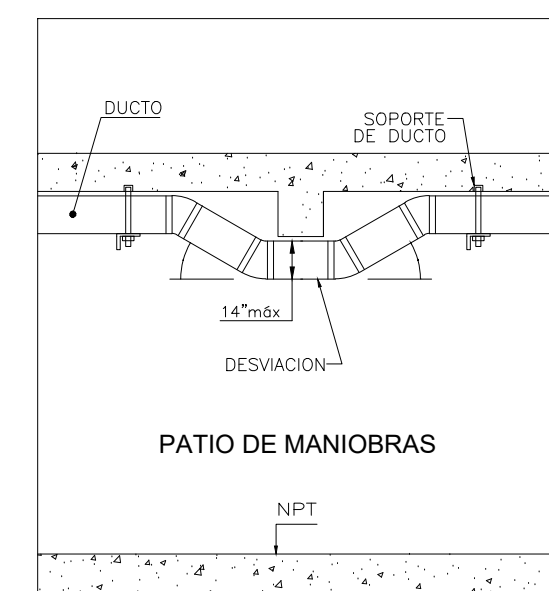 DUCTO
SOPORTE
DE DUCTO
14"máx
DESVIACION
PATIO DE MANIOBRAS
NPT